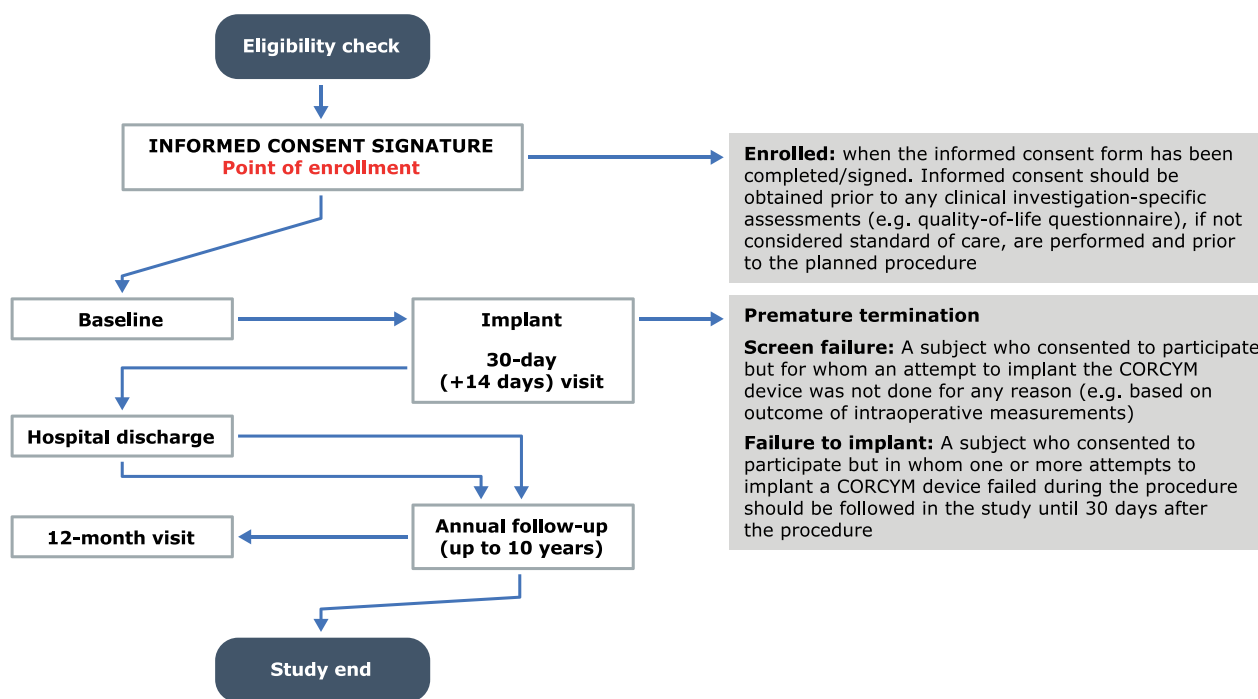 Eligibility check
INFORMED CONSENT SIGNATURE
Point of enrollment
Enrolled: when the informed consent form has been
completed/signed. Informed consent should be
obtained prior to any clinical investigation-specific
assessments (e.g. quality-of-life questionnaire), if not
considered standard of care, are performed and prior
to the planned procedure
Baseline
Implant
30-day
(+14 days) visit
Premature termination
Screen failure: A subject who consented to participate
but for whom an attempt to implant the CORCYM
device was not done for any reason (e.g. based on
outcome of intraoperative measurements)
Failure to implant: A subject who consented to
participate but in whom one or more attempts to
implant a CORCYM device failed during the procedure
should be followed in the study until 30 days after
the procedure
Hospital discharge
12-month visit
Annual follow-up
(up to 10 years)
Study end